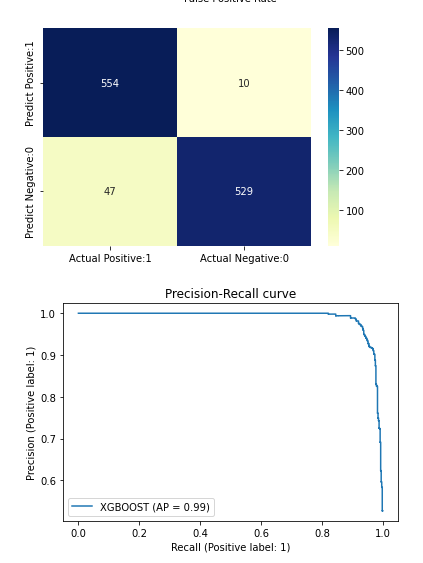 Predict Positive:1
Predict Negative:0
554
10
47
529
Actual Positive:1
Actual Negative:0
500
400
300
200
100
Precision-Recall curve
Precision (Positive label: 1)
1.0
0.9
0.8
0.7
0.6
XGBOOST (AP = 0.99)
0.0
0.2
0.4
0.6
0.8
1.0
Recall (Positive label: 1)